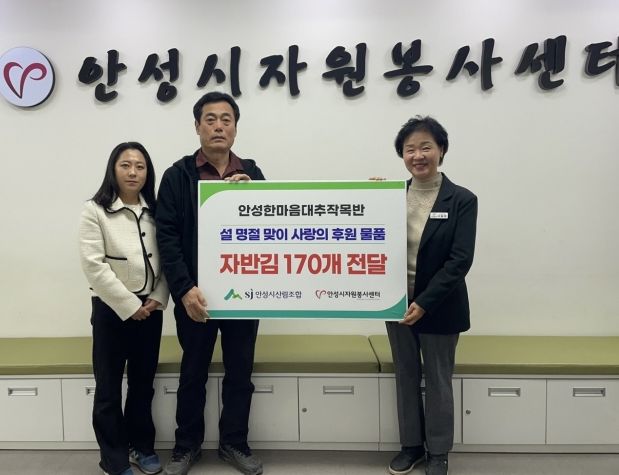 안성시자원봉사센터
안성한마음대추작목반
설 명절 맞이 사랑의 후원 물품
자반김 170개 전달
SJ 안성시산림조합 안성시자원봉사센터